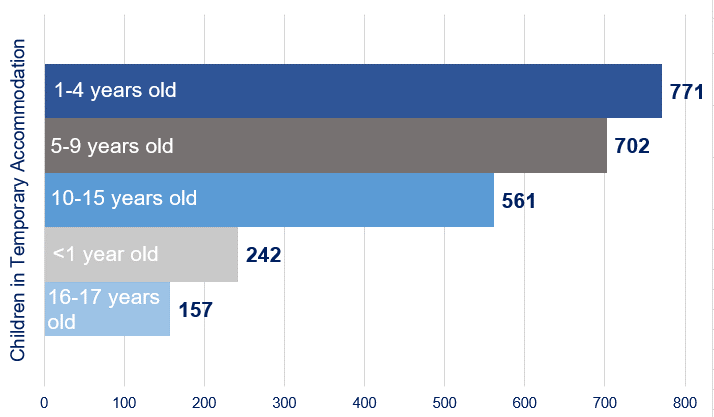 Children in Temporary Accommodation
1-4 years old
771
5-9 years old
702
10-15 years old
561
<1 year old
242
16-17 years
old
157
0 100 200 300 400 500 600 700 800